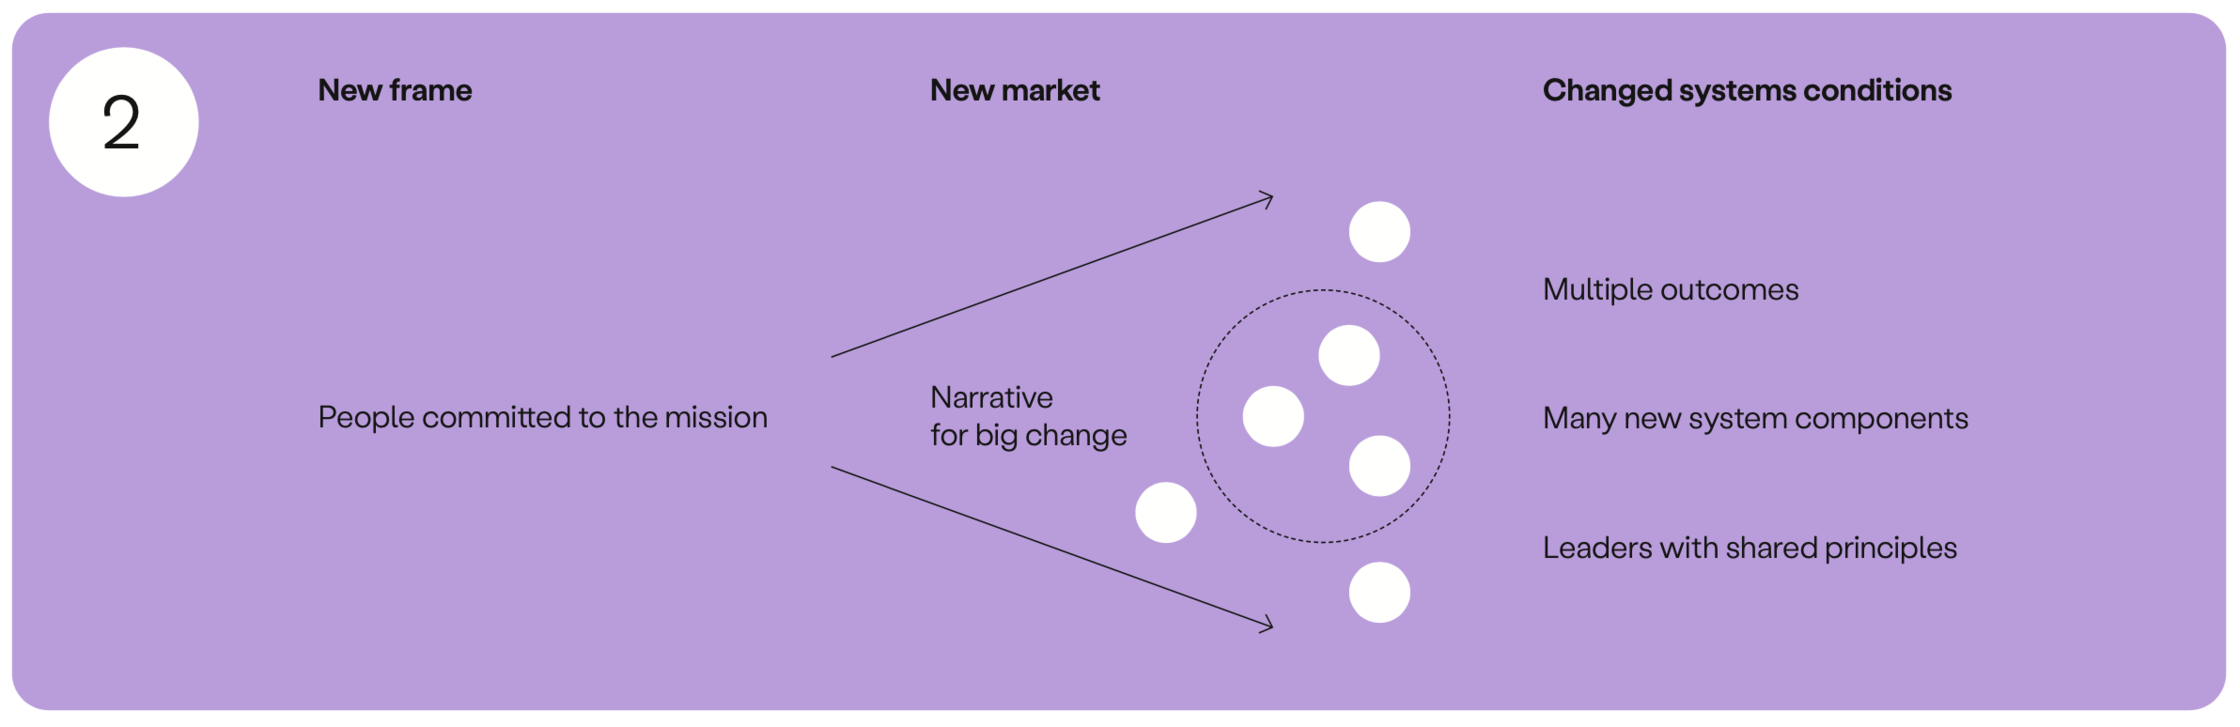 2
New frame
New market
Changed systems conditions
People committed to the mission
Narrative
for big change
Multiple outcomes
Many new system components
Leaders with shared principles